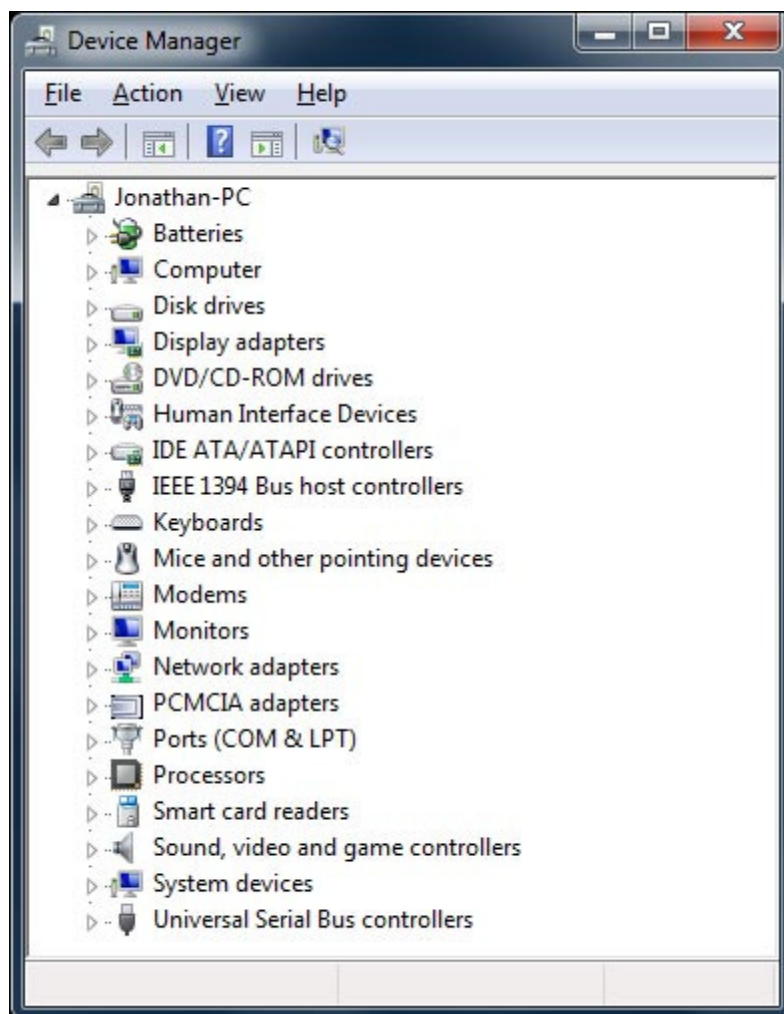 Device Manager
File Action View Help
Jonathan-PC
Batteries
Computer
Disk drives
Display adapters
DVD/CD-ROM drives
Human Interface Devices
IDE ATA/ATAPI controllers
IEEE 1394 Bus host controllers
Keyboards
Mice and other pointing devices
Modems
Monitors
Network adapters
PCMCIA adapters
Ports (COM & LPT)
Processors
Smart card readers
Sound, video and game controllers
System devices
Universal Serial Bus controllers